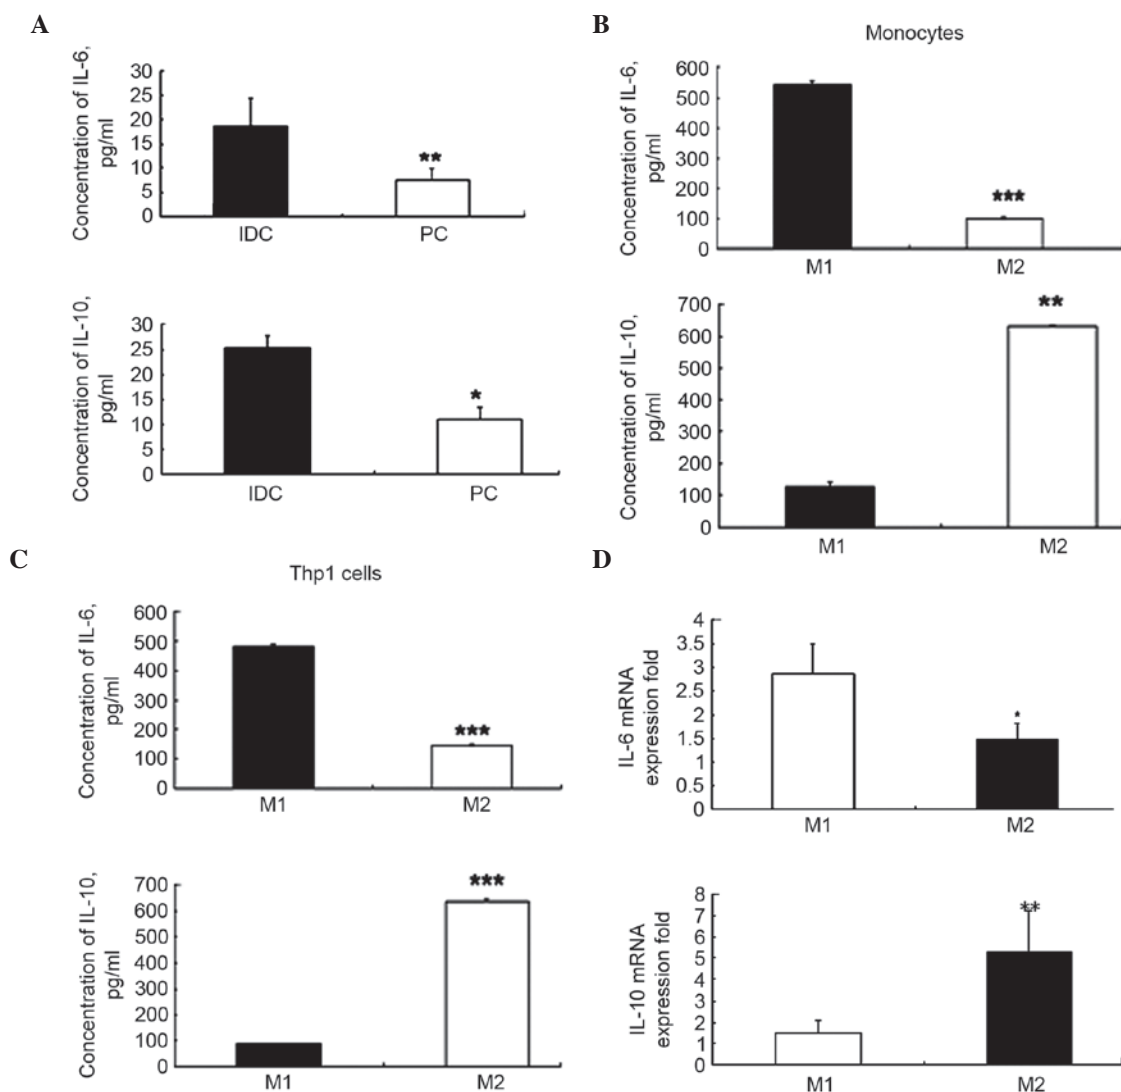 A
Concentration of IL-6,
pg/ml
30
25
20
15
10
5
0
**
IDC
PC
Concentration of IL-10,
pg/ml
30
25
20
15
10
5
0
*
IDC
PC
B
Monocytes
Concentration of IL-6,
pg/ml
600
500
400
300
200
100
0
***
M1
M2
Concentration of IL-10,
pg/ml
700
600
500
400
300
200
100
0
**
M1
M2
C
Thp1 cells
Concentration of IL-6,
pg/ml
600
500
400
300
200
100
0
***
M1
M2
Concentration of IL-10,
pg/ml
700
600
500
400
300
200
100
0
***
M1
M2
D
IL-6 mRNA
expression fold
4
3.5
3
2.5
2
1.5
1
0.5
0
*
M1
M2
IL-10 mRNA
expression fold
8
7
6
5
4
3
2
1
0
**
M1
M2